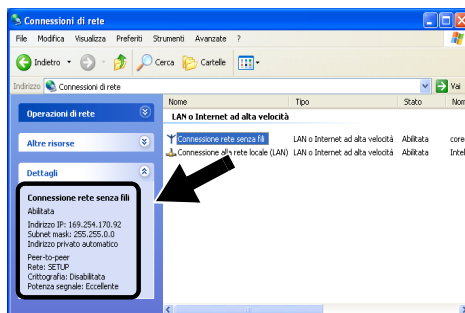 Connessioni di rete
File Modifica Visualizza Preferiti Strumenti Avanzate ?
Indietro Cerca Cartelle
Indirizzo Connessioni di rete Vai
Nome Tipo Stato Nom
Operazioni di rete
Altre risorse
Dettagli
Connessione rete senza fili
Abilitata
Indirizzo IP: 169.254.170.92
Subnet mask: 255.255.0.0
Indirizzo privato automatico
Peer-to-peer
Rete: SETUP
Crittografia: Disabilitata
Potenza segnale: Eccellente
LAN o Internet ad alta velocità
Connessione rete senza fili LAN o Internet ad alta velocità Abilitata core
Connessione alla rete locale (LAN) LAN o Internet ad alta velocità Abilitata Intel